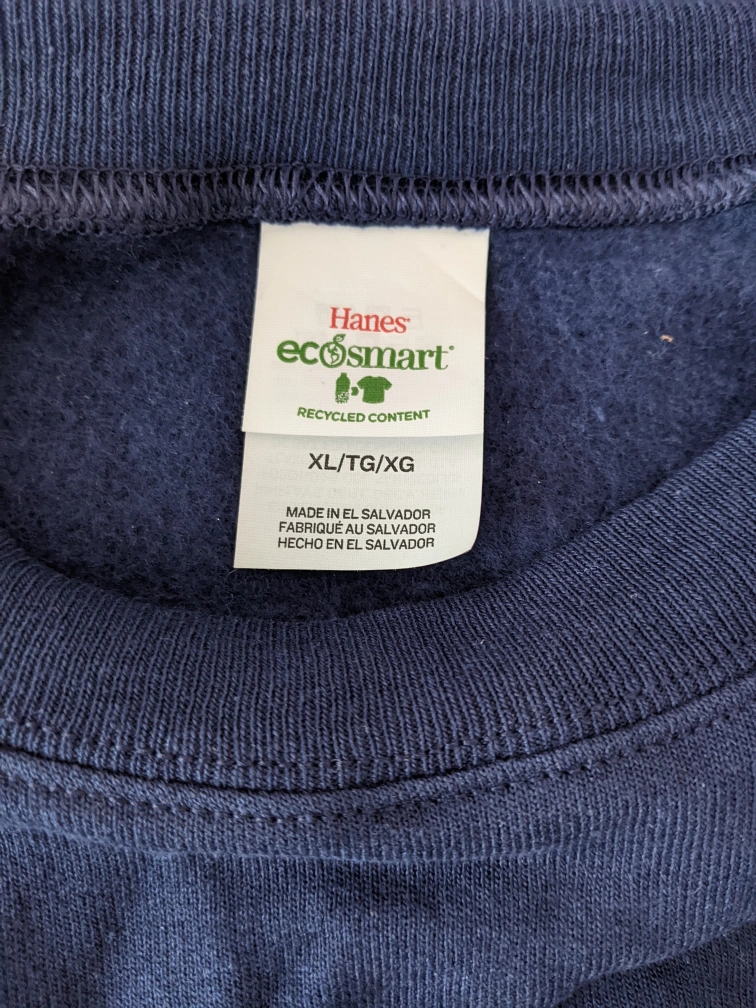 Hanes
ecosmart
RECYCLED CONTENT
XL/TG/XG
MADE IN EL SALVADOR
FABRIQUÉ AU SALVADOR
HECHO EN EL SALVADOR